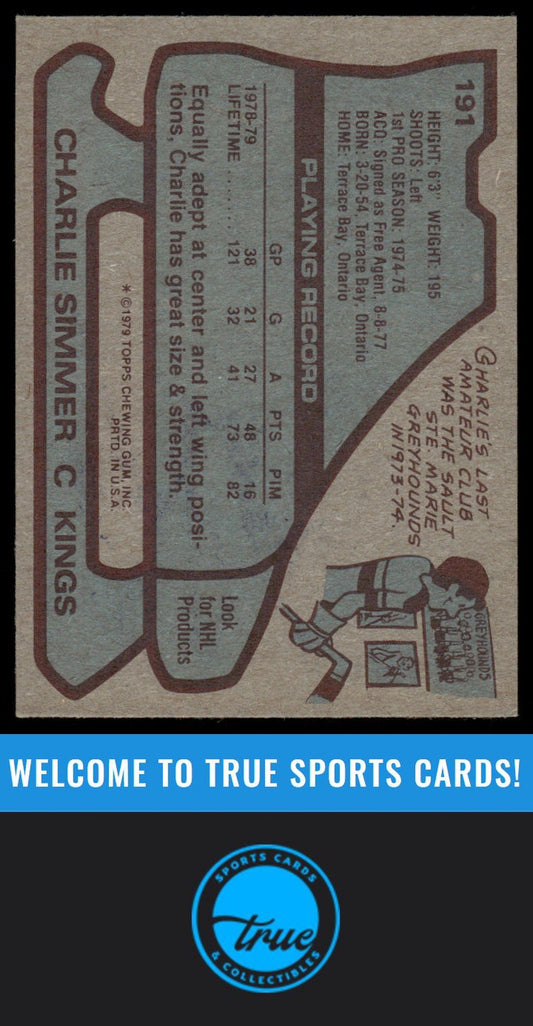 191
HEIGHT: 6'3" WEIGHT: 195
SHOOTS: Left
1st PRO SEASON: 1974-75
ACQ: Signed as Free Agent, 8-8-77
BORN: 3-20-54, Terrace Bay, Ontario
HOME: Terrace Bay, Ontario
CHARLIE'S LAST
AMATEUR CLUB
WAS THE SAULT
STE. MARIE
GREYHOUNDS
IN 1973-74.
GREYHOUNDS
PLAYING RECORD
GP G A PTS PIM
1978-79 38 21 27 48 16
LIFETIME ........ 121 32 41 73 82
Equally adept at center and left wing posi-
tions, Charlie has great size & strength.
Look
for NHL
Products
* ©1979 TOPPS CHEWING GUM, INC.
PRTD. IN U.S.A.
CHARLIE SIMMER C KINGS
WELCOME TO TRUE SPORTS CARDS!
SPORTS CARDS
true
& COLLECTIBLES